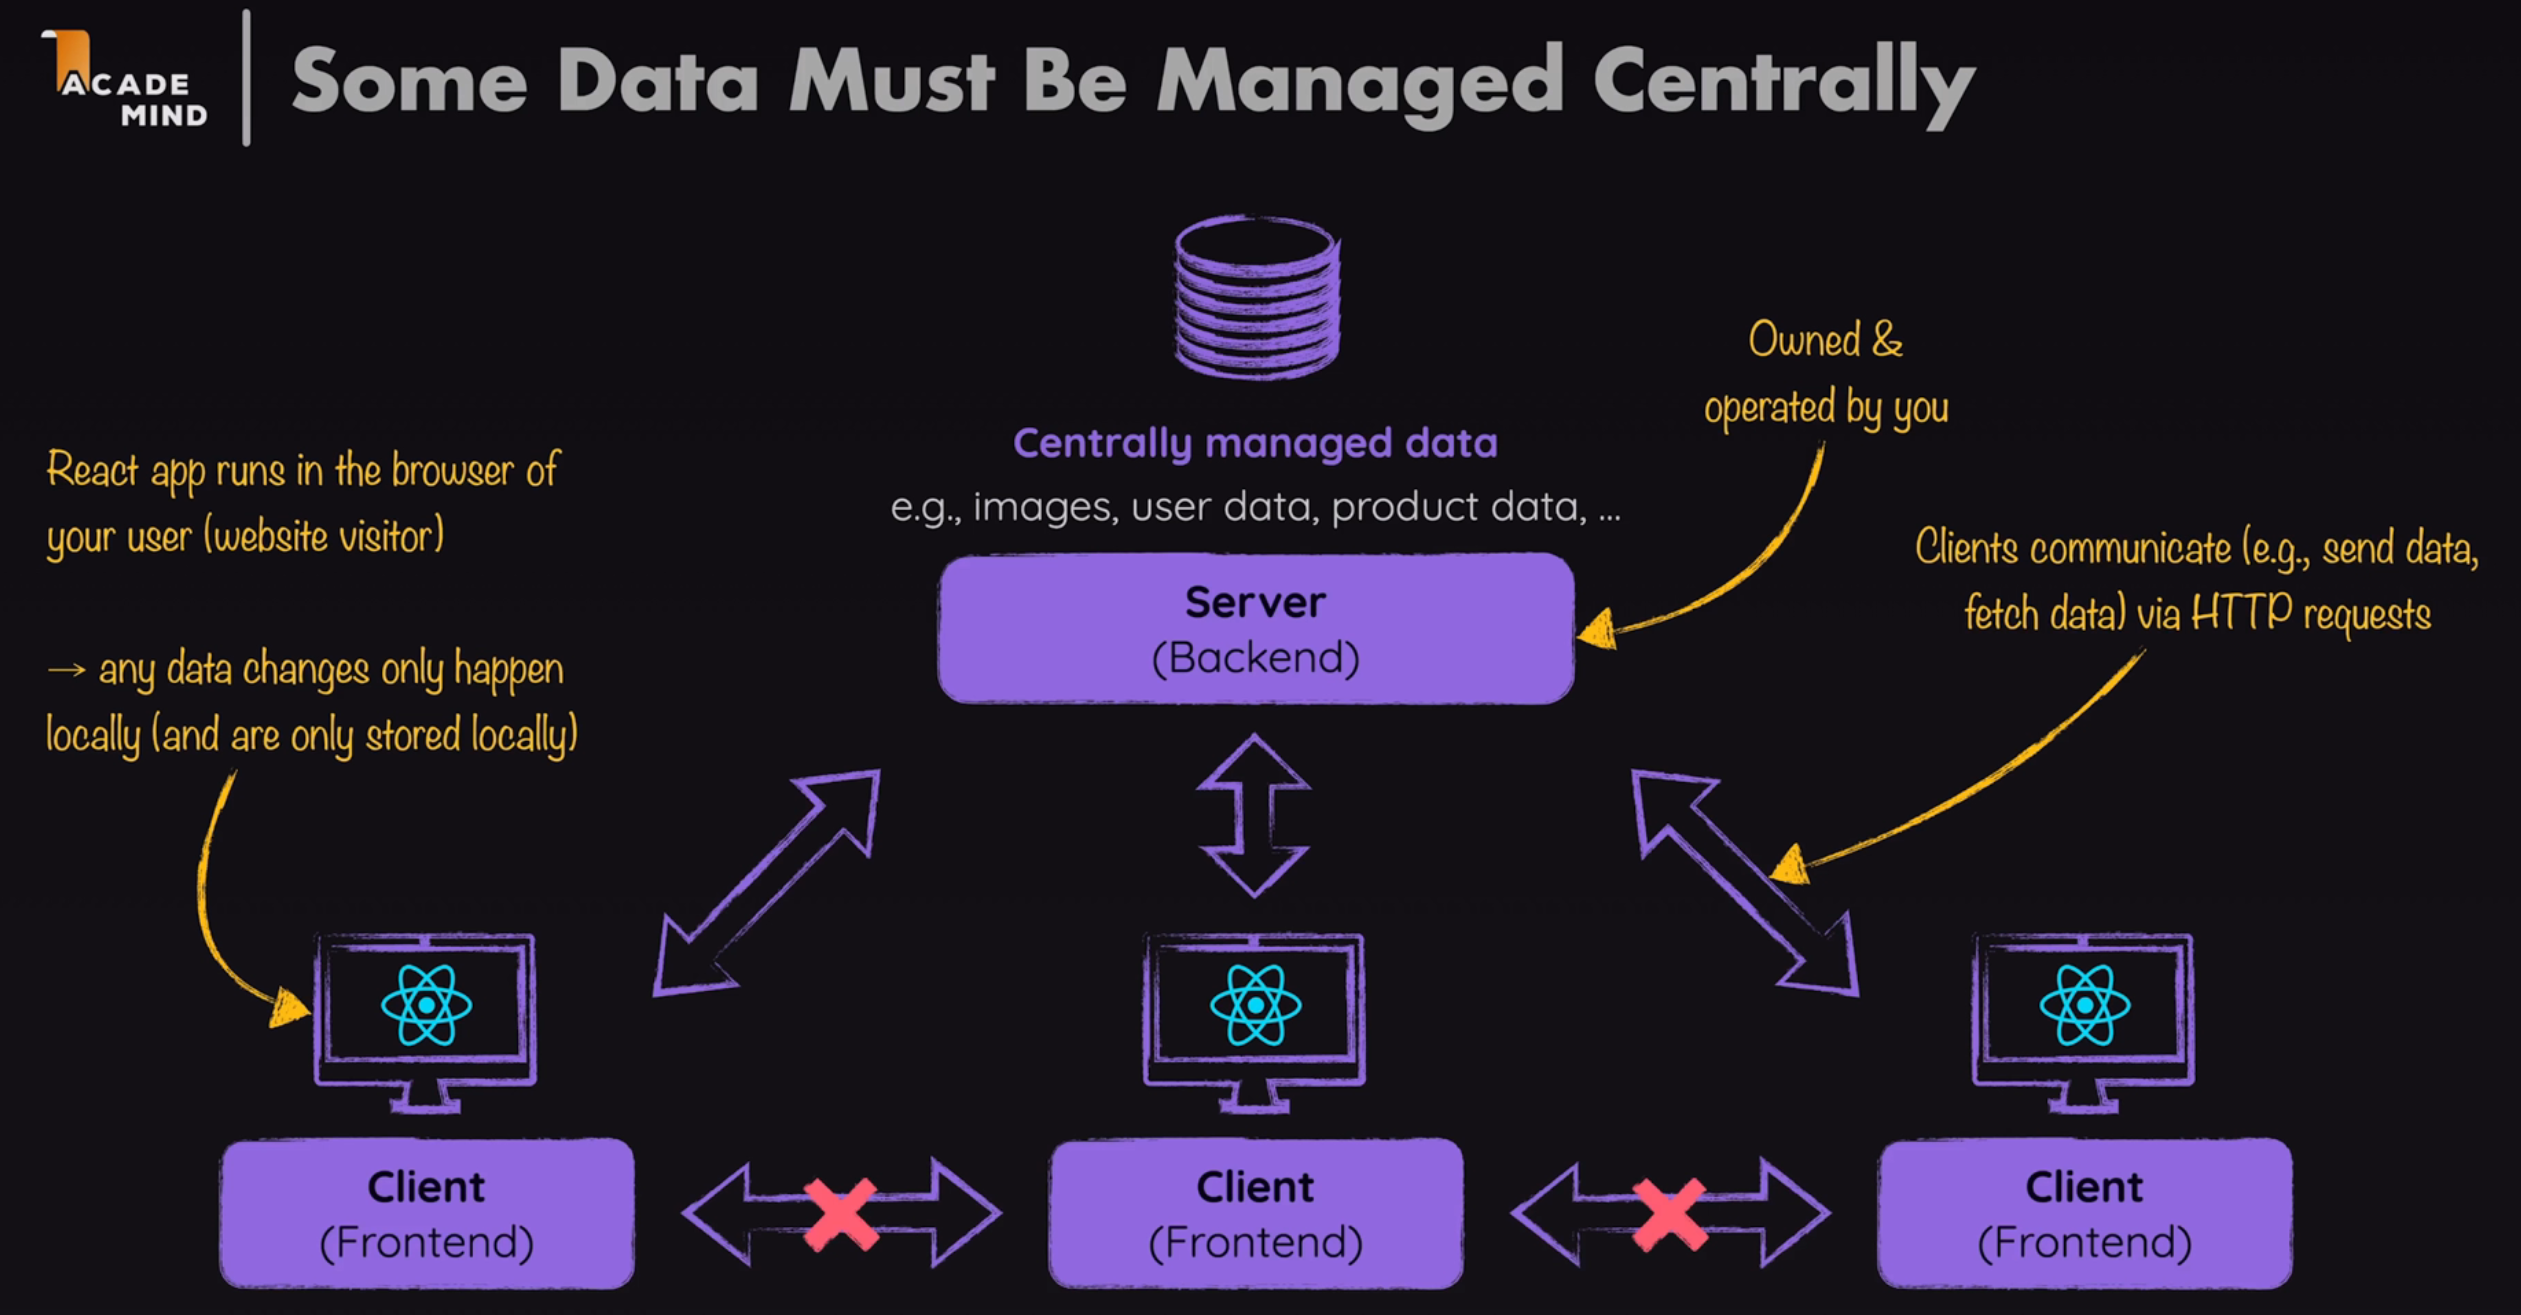 ACADE
MIND
Some Data Must Be Managed Centrally
Centrally managed data
e.g., images, user data, product data, ...
Owned &
operated by you
React app runs in the browser of
your user (website visitor)
→ any data changes only happen
locally (and are only stored locally)
Server
(Backend)
Clients communicate (e.g., send data,
fetch data) via HTTP requests
Client
(Frontend)
Client
(Frontend)
Client
(Frontend)